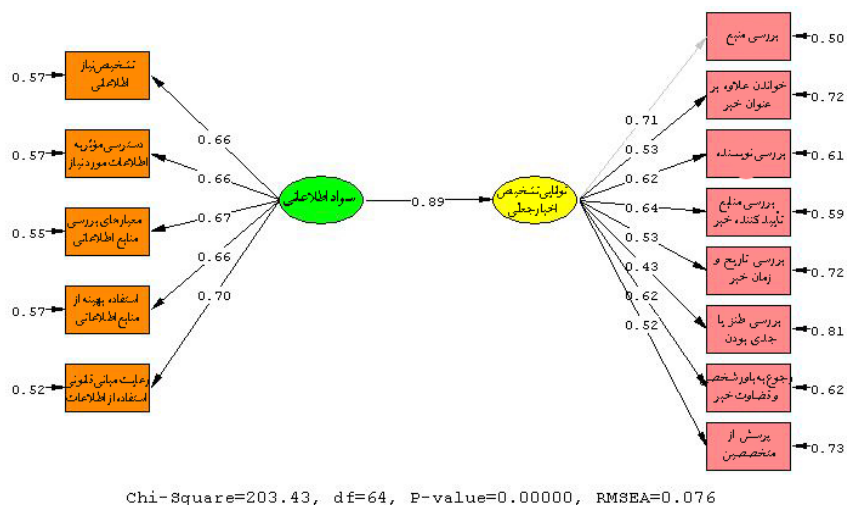 تشخیص نیاز
اطلاعاتی
0.57
دسترسی مؤثر به
اطلاعات مورد نیاز
0.57
معیارهای بررسی
منابع اطلاعاتی
0.55
استفاده بهینه از
منابع اطلاعاتی
0.57
رعایت مبانی قانونی
استفاده از اطلاعات
0.52
0.66
0.66
0.67
0.66
0.70
سواد اطلاعاتی
0.89
توانایی تشخیص
اخبار جعلی
0.71
0.53
0.62
0.64
0.53
0.43
0.62
0.52
بررسی منبع
0.50
خواندن علاوه بر
عنوان خبر
0.72
بررسی نویسنده
0.61
بررسی منابع
تأیید کننده خبر
0.59
بررسی تاریخ و
زمان خبر
0.72
بررسی طنز یا
جدی بودن
0.81
رجوع به باور شخصی
و قضاوت خبر
0.62
پرسش از
متخصصین
0.73
Chi-Square=203.43, df=64, P-value=0.00000, RMSEA=0.076